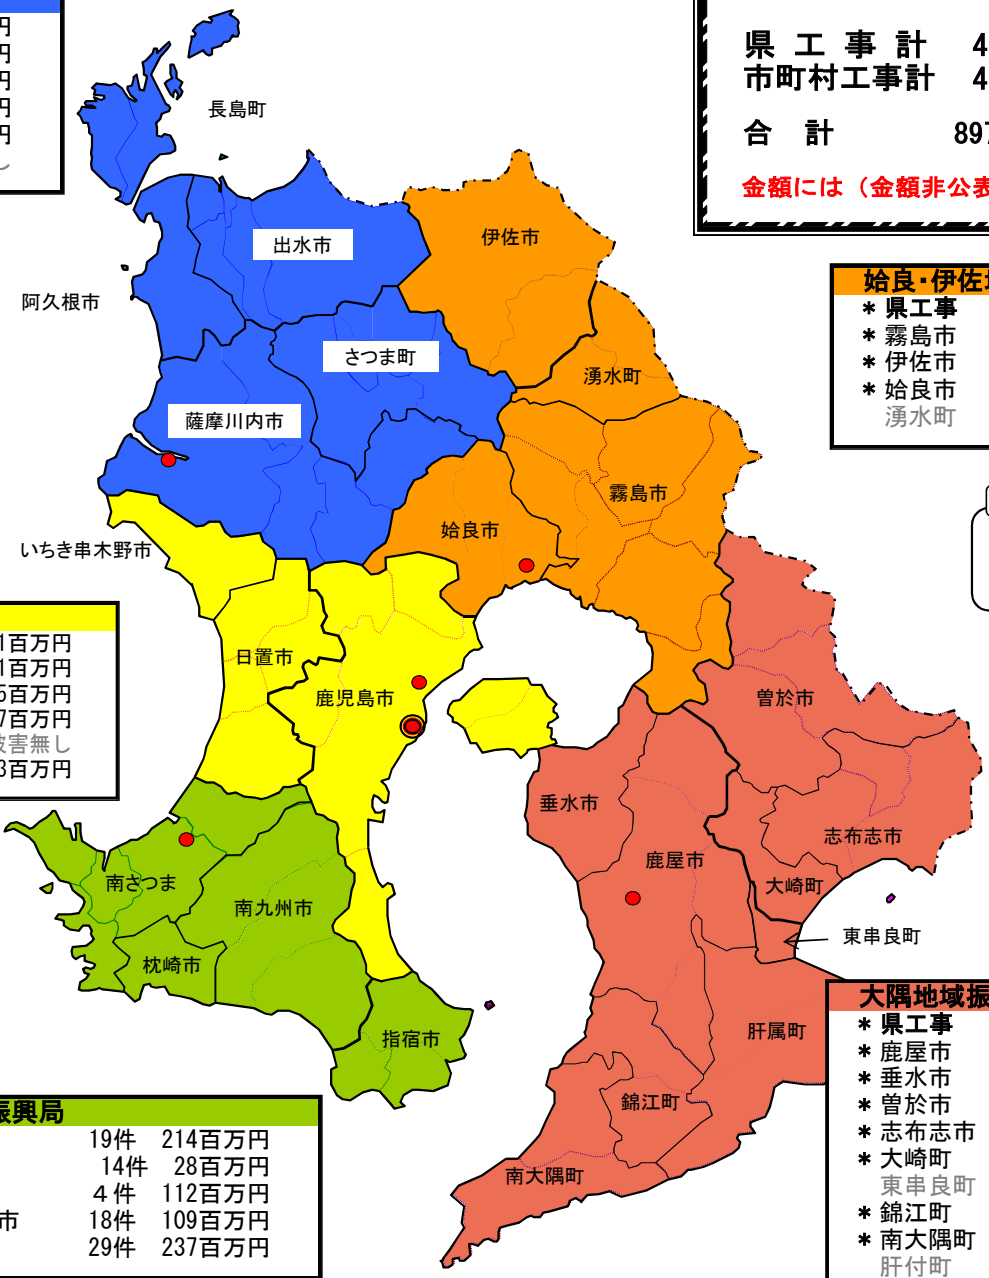 円
円
円
円
円
県 工 事 計 4
市町村工事計 4
合 計 897
金額には（金額非公表
長島町
出水市
伊佐市
阿久根市
さつま町
湧水町
薩摩川内市
霧島市
姶良市
いちき串木野市
日置市
鹿児島市
曽於市
垂水市
志布志市
鹿屋市
大崎町
南さつま
南九州市
東串良町
枕崎市
指宿市
肝属町
錦江町
南大隅町
姶良・伊佐
* 県工事
* 霧島市
* 伊佐市
* 姶良市
湧水町
1百万円
1百万円
5百万円
7百万円
被害無し
3百万円
振興局
19件 214百万円
14件 28百万円
４件 112百万円
市 18件 109百万円
29件 237百万円
大隅地域振
* 県工事
* 鹿屋市
* 垂水市
* 曽於市
* 志布志市
* 大崎町
東串良町
* 錦江町
* 南大隅町
肝付町